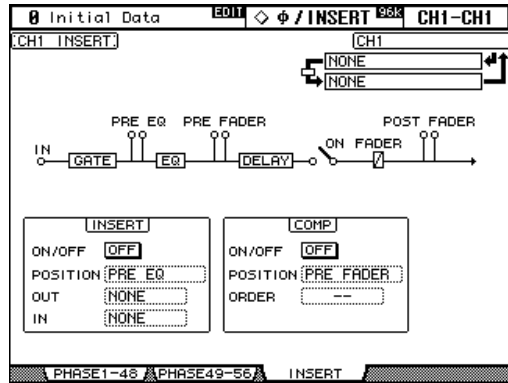 0 Initial Data EDIT ◇ φ/INSERT 96k CH1-CH1
CH1 INSERT CH1
NONE
NONE
PRE EQ PRE FADER POST FADER
IN GATE EQ DELAY ON FADER
INSERT
ON/OFF OFF
POSITION PRE EQ
OUT NONE
IN NONE
COMP
ON/OFF OFF
POSITION PRE FADER
ORDER --
PHASE1-48 PHASE49-56 INSERT